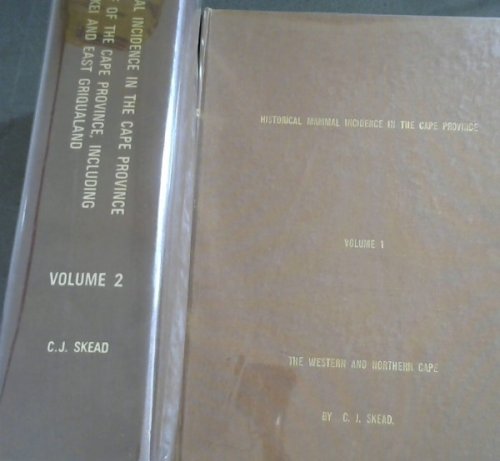 AL INCIDENCE IN THE CAPE PROVINCE
OF THE CAPE PROVINCE, INCLUDING
KEI AND EAST GRIQUALAND
VOLUME 2
C.J. SKEAD
HISTORICAL MAMMAL INCIDENCE IN THE CAPE PROVINCE
VOLUME 1
THE WESTERN AND NORTHERN CAPE
BY C. J. SKEAD.